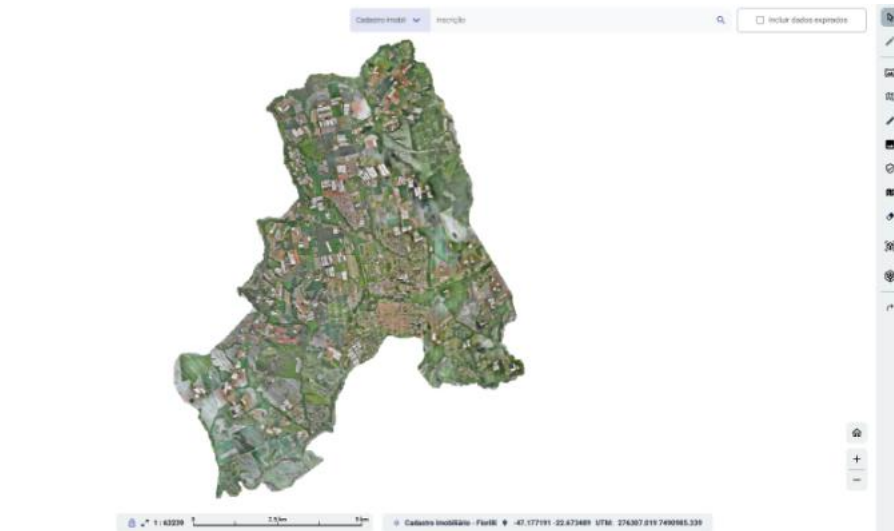 Cadastro Imobil
Inscrição
Incluir dados expirados
1 : 63239
0 2.5km 5km
Cadastro Imobiliário - Fiorilli
-47.177191 -22.673489 UTM: 276307.019 7490985.339